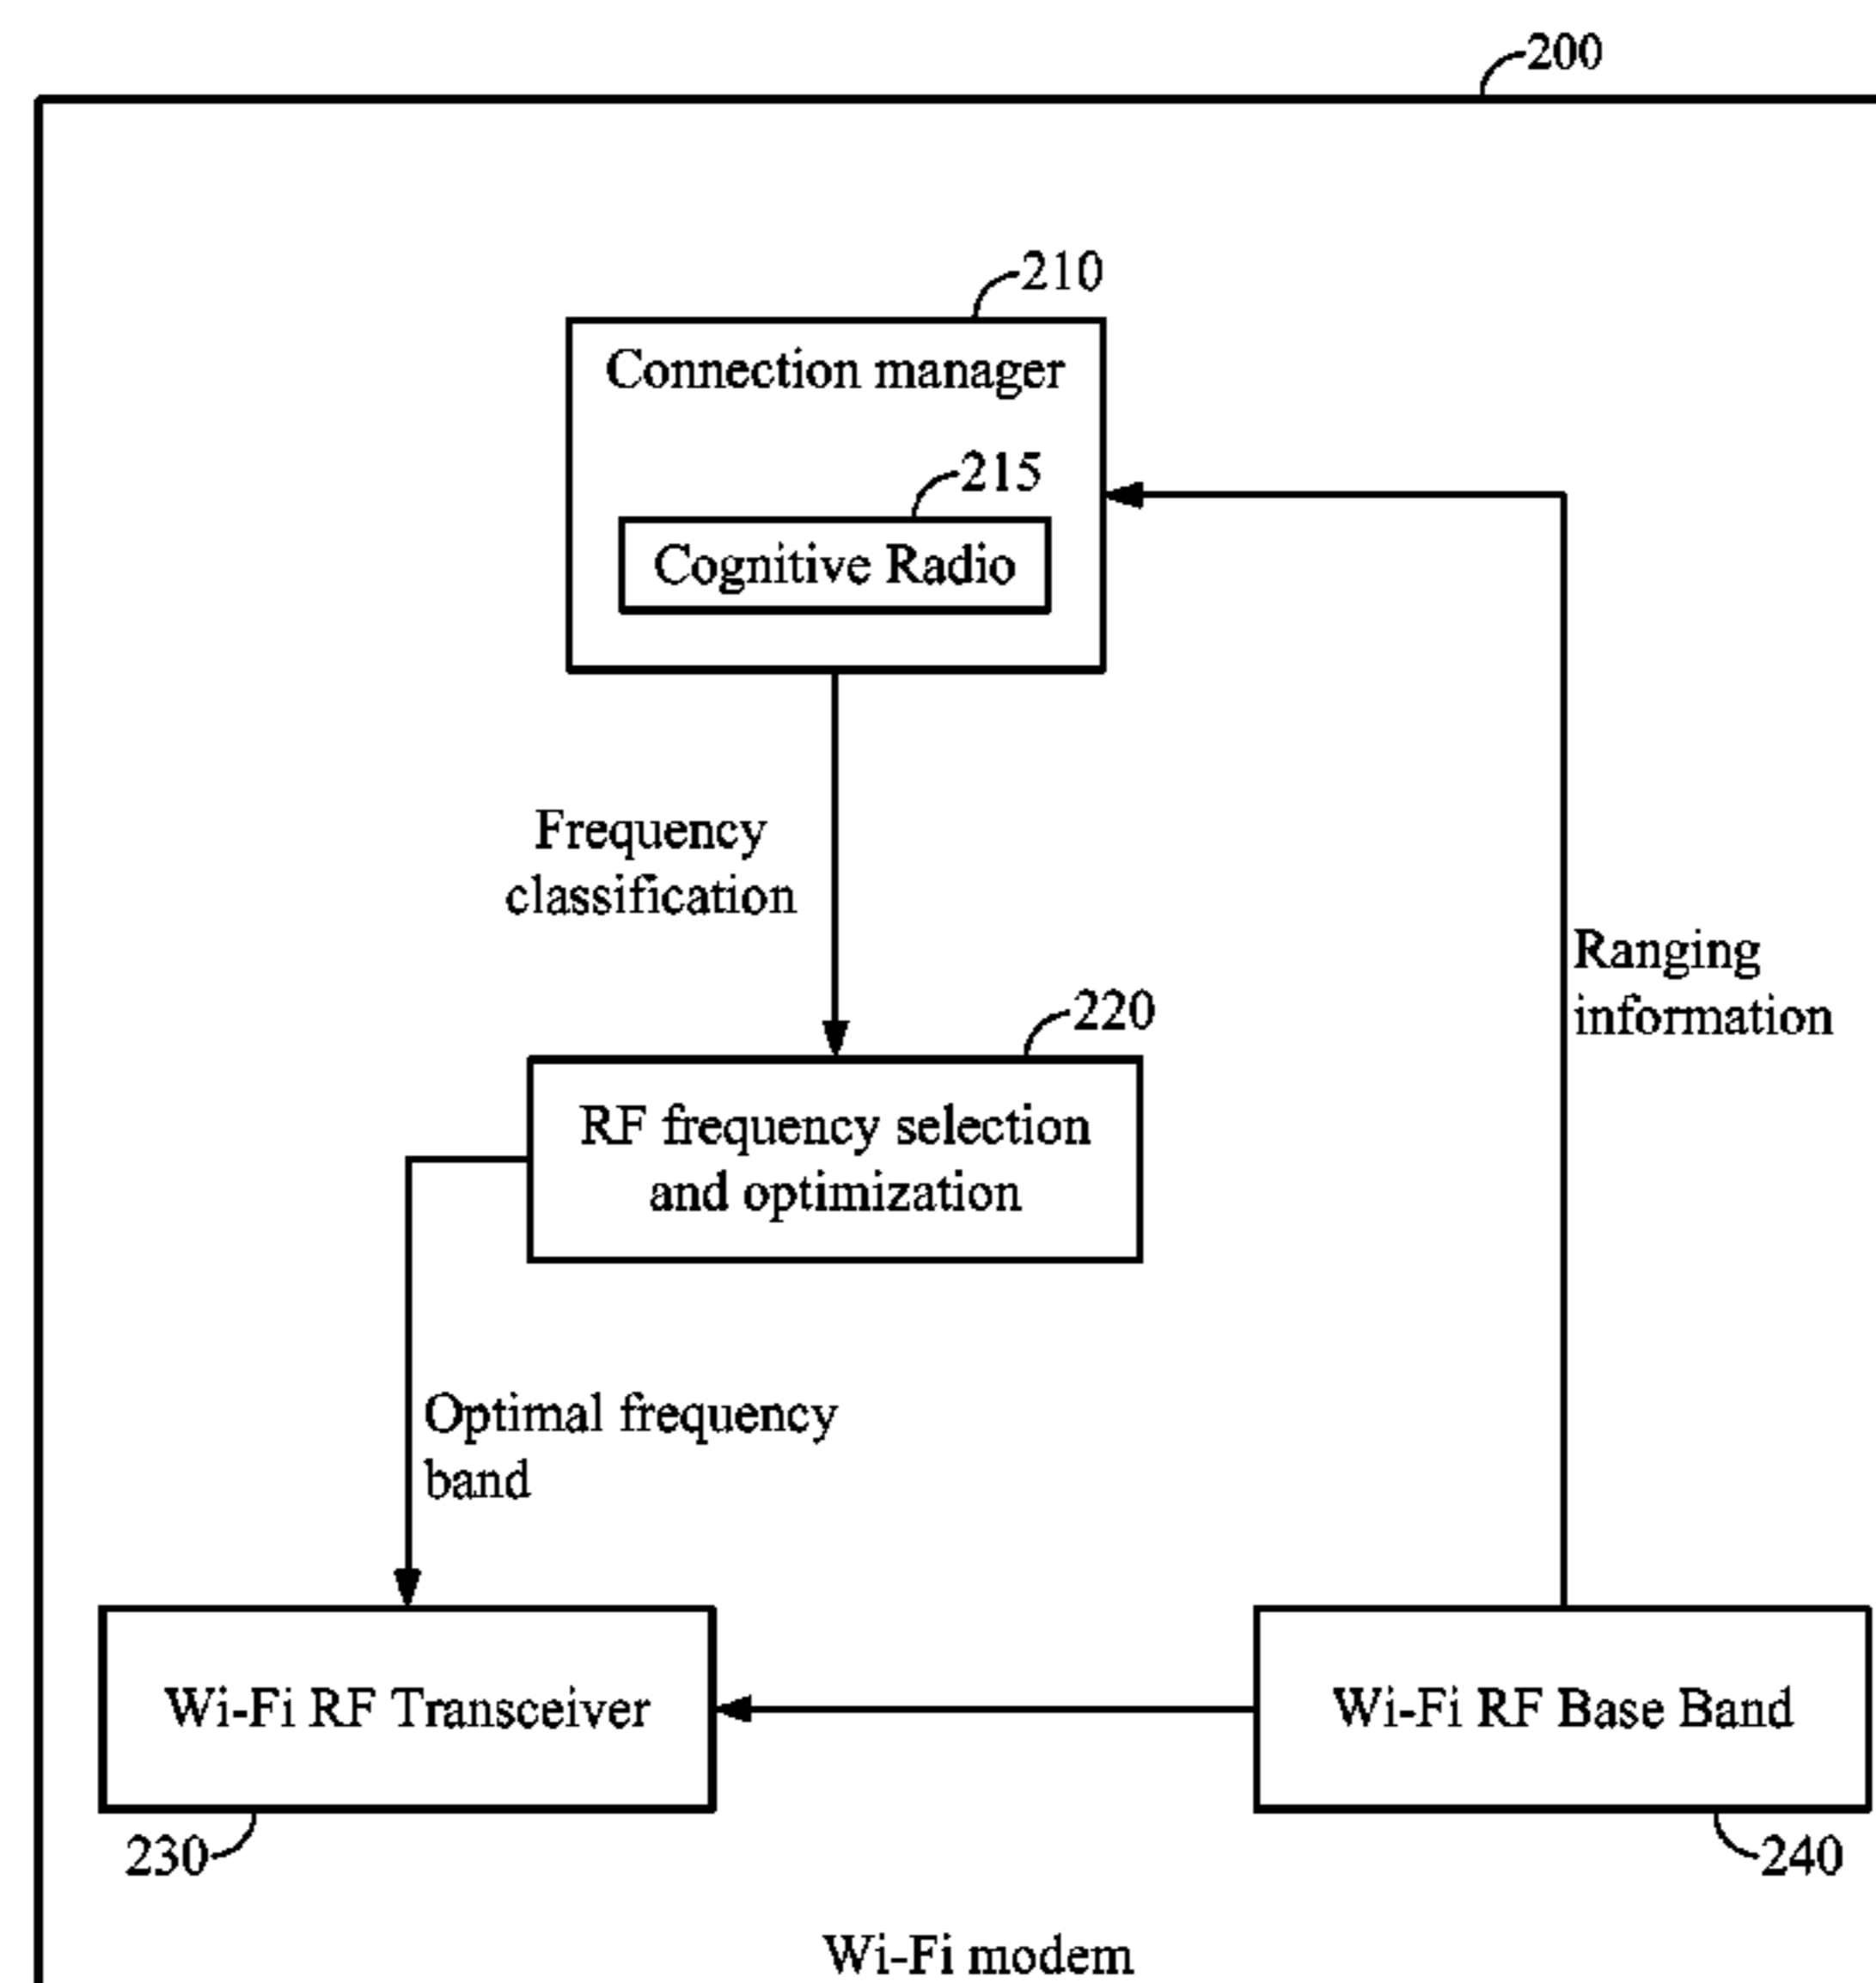 200
210
Connection manager
215
Cognitive Radio
Frequency
classification
Ranging
information
220
RF frequency selection
and optimization
Optimal frequency
band
Wi-Fi RF Transceiver
Wi-Fi RF Base Band
230
240
Wi-Fi modem